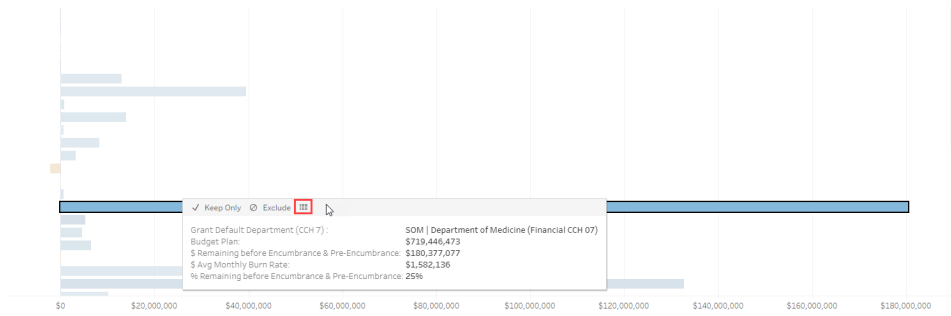 Keep Only Exclude
Grant Default Department (CCH 7) : SOM | Department of Medicine (Financial CCH 07)
Budget Plan: $719,446,473
$ Remaining before Encumbrance & Pre-Encumbrance: $180,377,077
$ Avg Monthly Burn Rate: $1,582,136
% Remaining before Encumbrance & Pre-Encumbrance: 25%
$0 $20,000,000 $40,000,000 $60,000,000 $80,000,000 $100,000,000 $120,000,000 $140,000,000 $160,000,000 $180,000,000